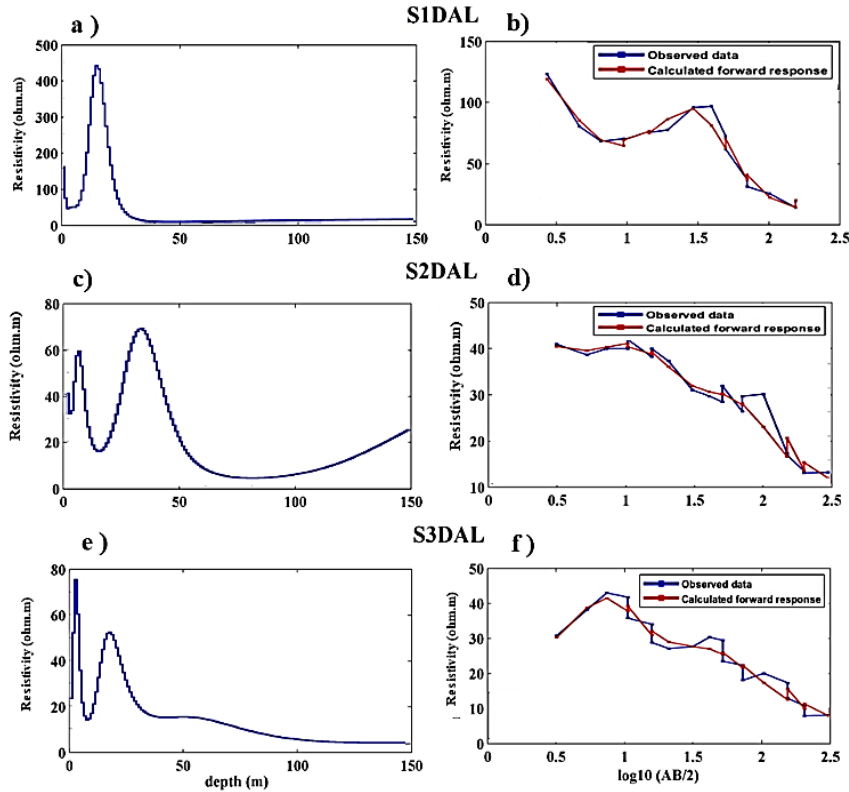 S1DAL
a )
Resistivity (ohm.m)
500
400
300
200
100
0
0
50
100
150
b)
Resistivity (ohm.m)
150
100
50
0
0
0.5
1
1.5
2
2.5
Observed data
Calculated forward response
S2DAL
c)
Resistivity (ohm.m)
80
60
40
20
0
0
50
100
150
d)
Resistivity (ohm.m)
50
40
30
20
10
0
0.5
1
1.5
2
2.5
Observed data
Calculated forward response
S3DAL
e )
Resistivity (ohm.m)
80
60
40
20
0
0
50
100
150
depth (m)
f)
Resistivity (ohm.m)
50
40
30
20
10
0
0
0.5
1
1.5
2
2.5
Observed data
Calculated forward response
log10 (AB/2)